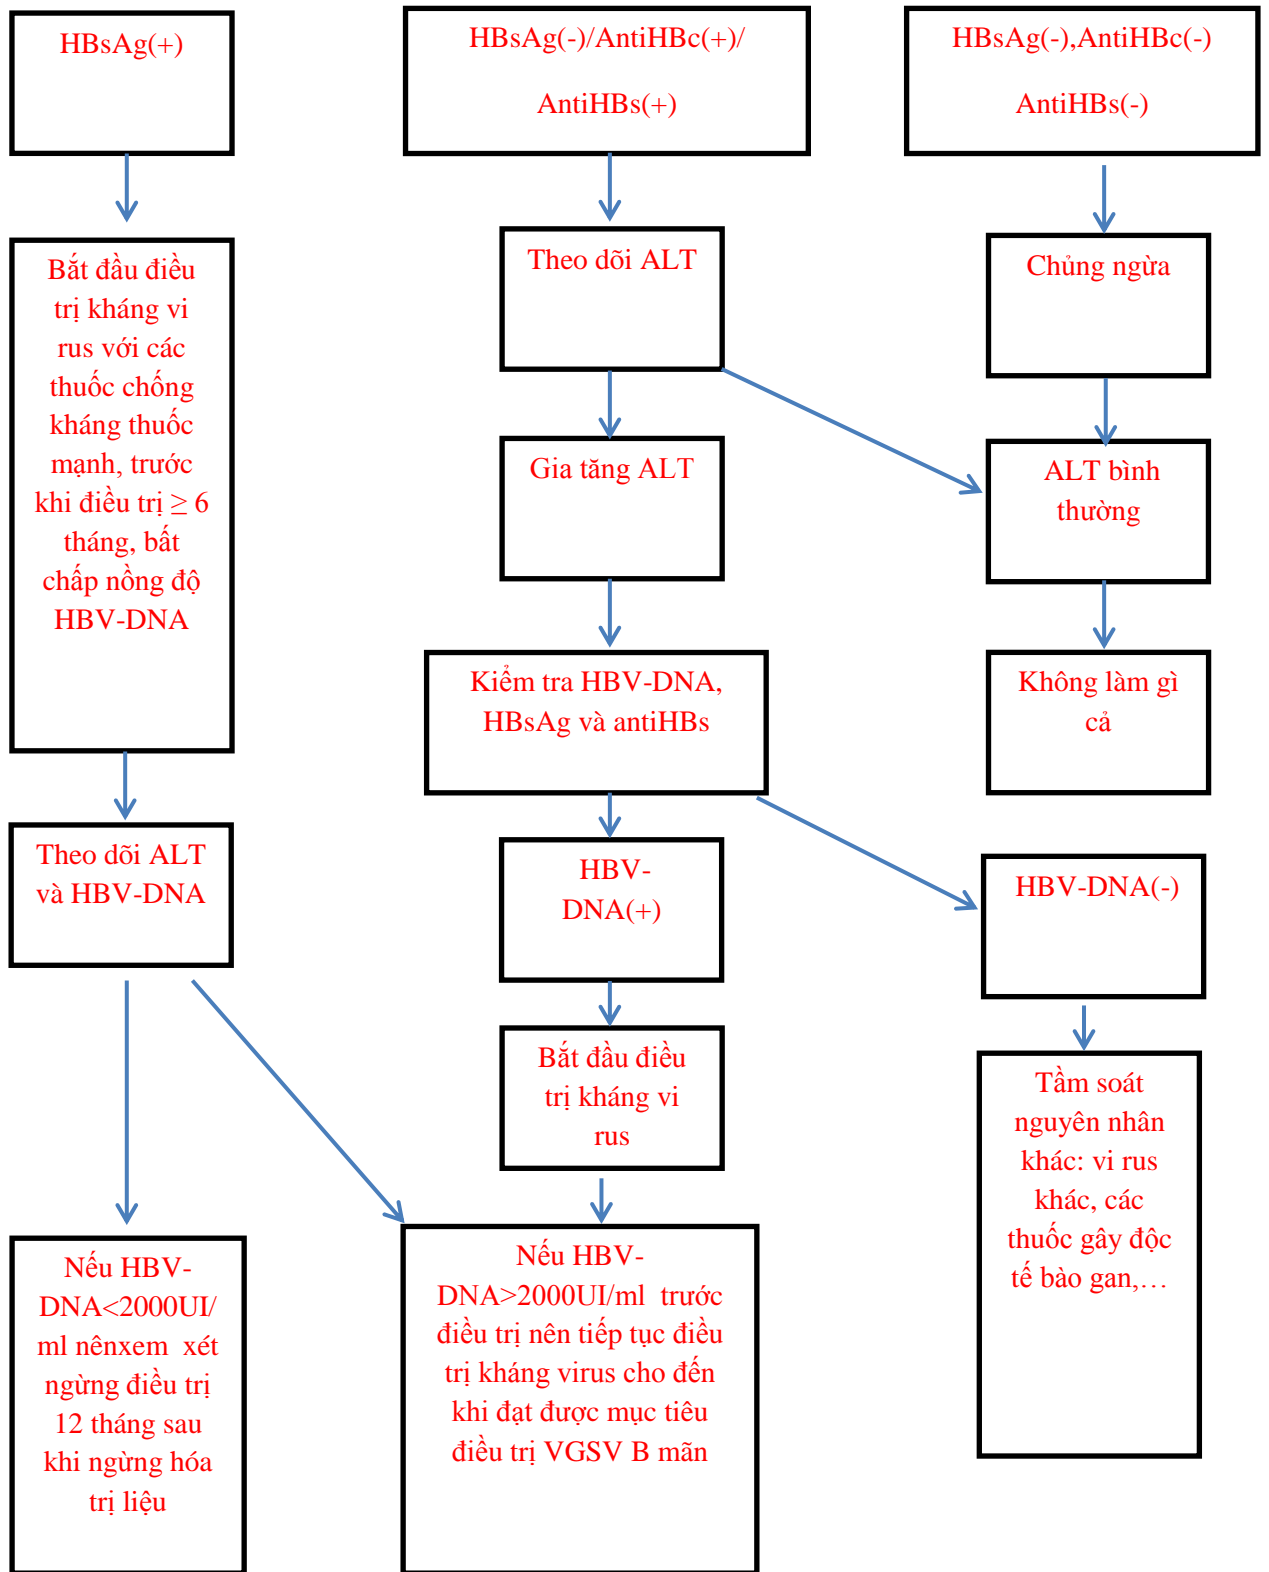 HBsAg(+)
HBsAg(-)/AntiHBc(+)/
AntiHBs(+)
HBsAg(-),AntiHBc(-)
AntiHBs(-)
Bắt đầu điều
trị kháng vi
rus với các
thuốc chống
kháng thuốc
mạnh, trước
khi điều trị ≥ 6
tháng, bất
chấp nồng độ
HBV-DNA
Theo dõi ALT
Chủng ngừa
Gia tăng ALT
ALT bình
thường
Kiểm tra HBV-DNA,
HBsAg và antiHBs
Không làm gì
cả
Theo dõi ALT
và HBV-DNA
HBV-
DNA(+)
HBV-DNA(-)
Bắt đầu điều
trị kháng vi
rus
Tầm soát
nguyên nhân
khác: vi rus
khác, các
thuốc gây độc
tế bào gan,…
Nếu HBV-
DNA<2000UI/
ml nênxem  xét
ngừng điều trị
12 tháng sau
khi ngừng hóa
trị liệu
Nếu HBV-
DNA>2000UI/ml  trước
điều trị nên tiếp tục điều
trị kháng virus cho đến
khi đạt được mục tiêu
điều trị VGSV B mãn